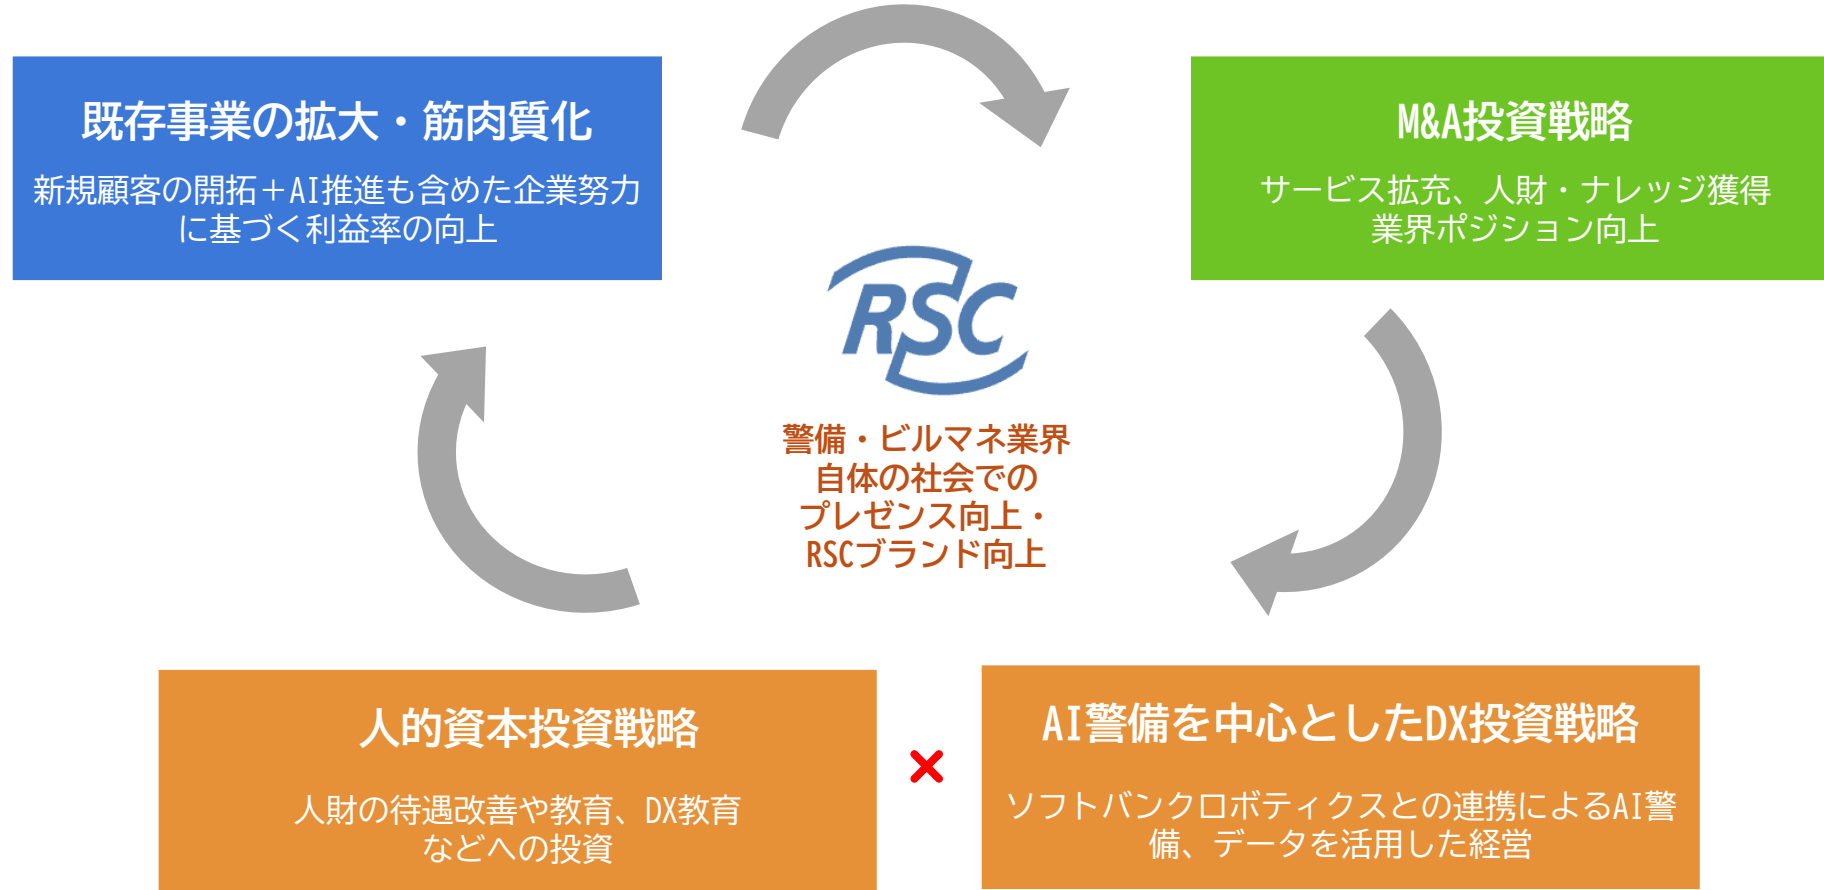 既存事業の拡大・筋肉質化
新規顧客の開拓＋AI推進も含めた企業努力
に基づく利益率の向上
M&A投資戦略
サービス拡充、人財・ナレッジ獲得
業界ポジション向上
RSC
警備・ビルマネ業界
自体の社会での
プレゼンス向上・
RSCブランド向上
人的資本投資戦略
人財の待遇改善や教育、DX教育
などへの投資
×
AI警備を中心としたDX投資戦略
ソフトバンクロボティクスとの連携によるAI警
備、データを活用した経営